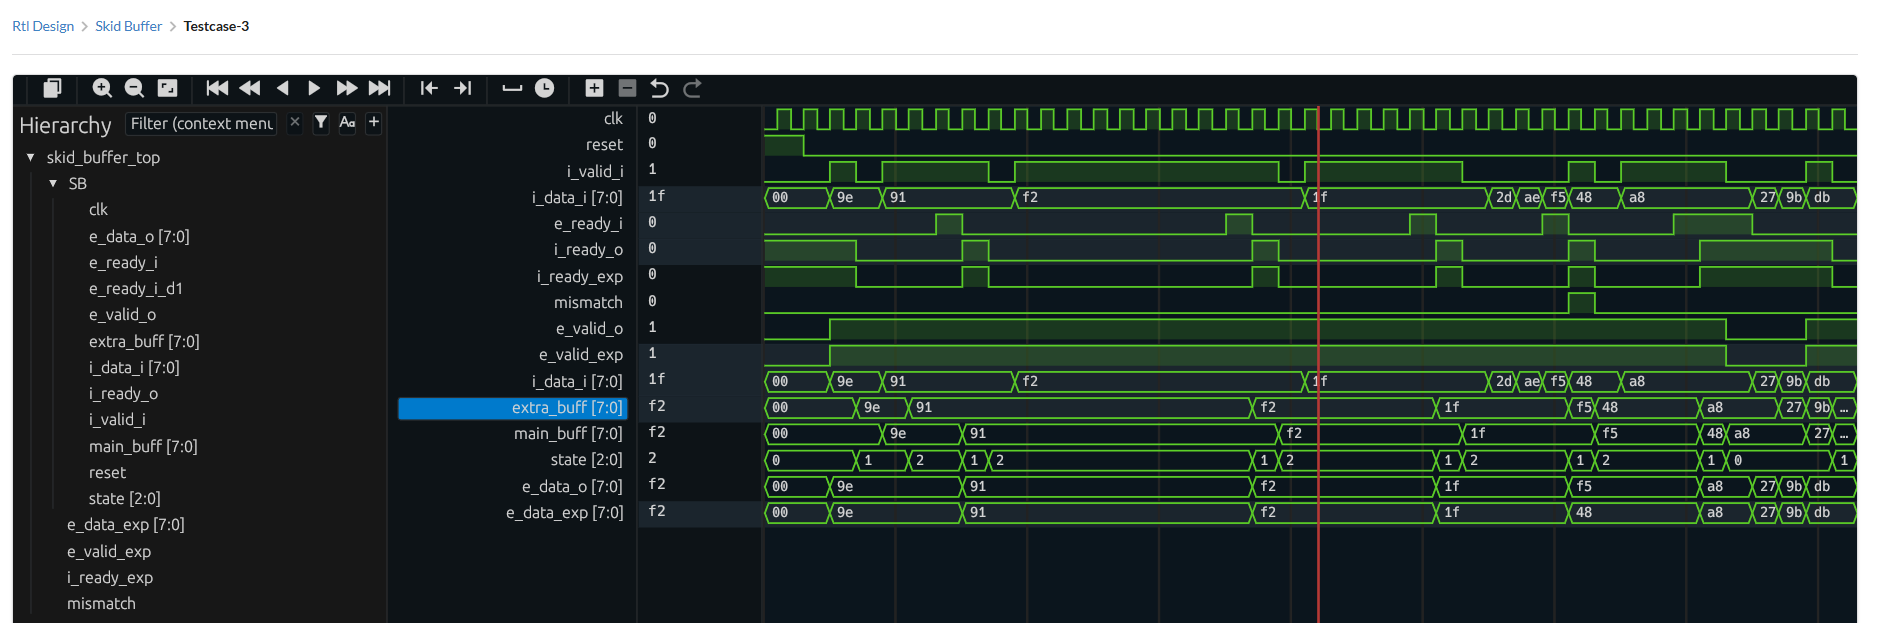 Rtl Design > Skid Buffer > Testcase-3
Hierarchy Filter (context menu × Aa +
skid_buffer_top
SB
clk
e_data_o [7:0]
e_ready_i
e_ready_i_d1
e_valid_o
extra_buff [7:0]
i_data_i [7:0]
i_ready_o
i_valid_i
main_buff [7:0]
reset
state [2:0]
e_data_exp [7:0]
e_valid_exp
i_ready_exp
mismatch
clk 0
reset 0
i_valid_i 1
i_data_i [7:0] 1f 00 9e 91 f2 1f 2d ae f5 48 a8 27 9b db
e_ready_i 0
i_ready_o 0
i_ready_exp 0
mismatch 0
e_valid_o 1
e_valid_exp 1
i_data_i [7:0] 1f 00 9e 91 f2 1f 2d ae f5 48 a8 27 9b db
extra_buff [7:0] f2 00 9e 91 f2 1f f5 48 a8 27 9b ...
main_buff [7:0] f2 00 9e 91 f2 1f f5 48 a8 27 ...
state [2:0] 2 0 1 2 1 2 1 2 1 2 1 2 1 0 1
e_data_o [7:0] f2 00 9e 91 f2 1f f5 a8 27 9b db
e_data_exp [7:0] f2 00 9e 91 f2 1f 48 a8 27 9b db